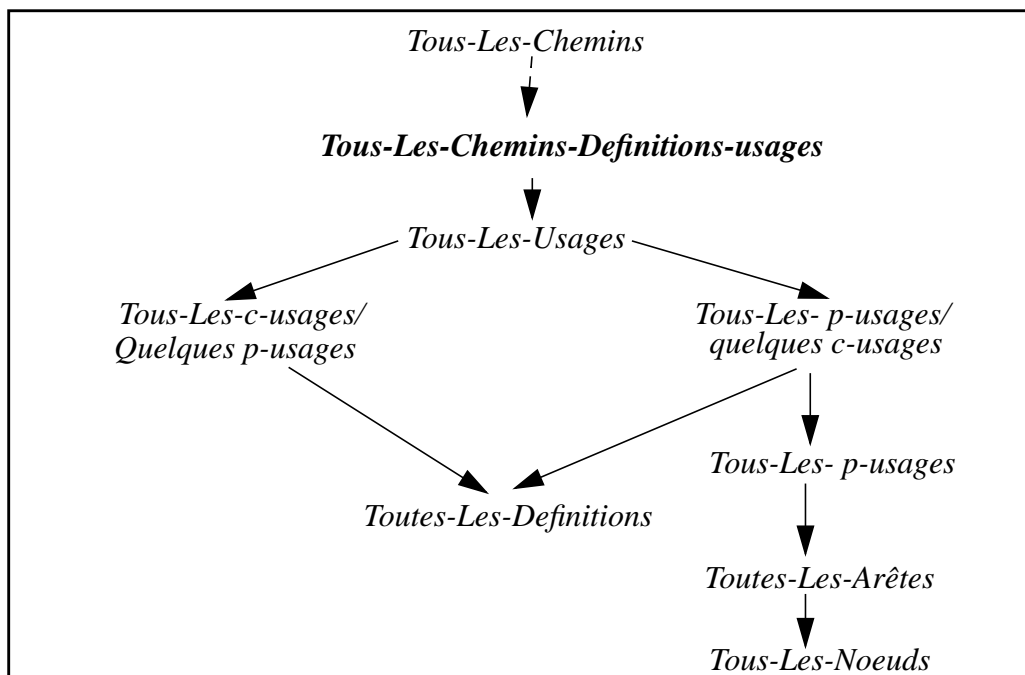 Tous-Les-Chemins
Tous-Les-Chemins-Definitions-usages
Tous-Les-Usages
Tous-Les-c-usages/
Quelques p-usages
Tous-Les- p-usages/
quelques c-usages
Tous-Les- p-usages
Toutes-Les-Definitions
Toutes-Les-Arêtes
Tous-Les-Noeuds